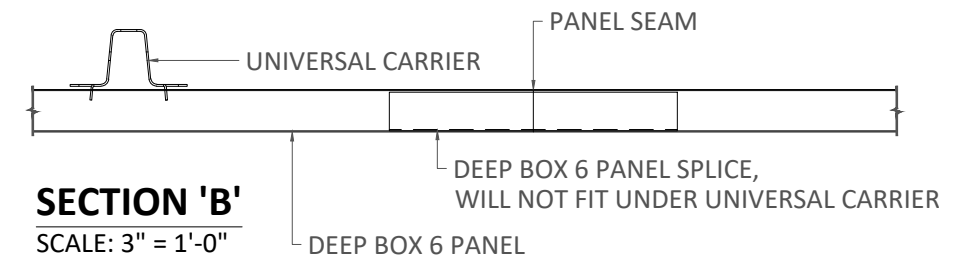 PANEL SEAM
UNIVERSAL CARRIER
DEEP BOX 6 PANEL SPLICE,
WILL NOT FIT UNDER UNIVERSAL CARRIER
SECTION 'B'
SCALE: 3" = 1'-0"
DEEP BOX 6 PANEL